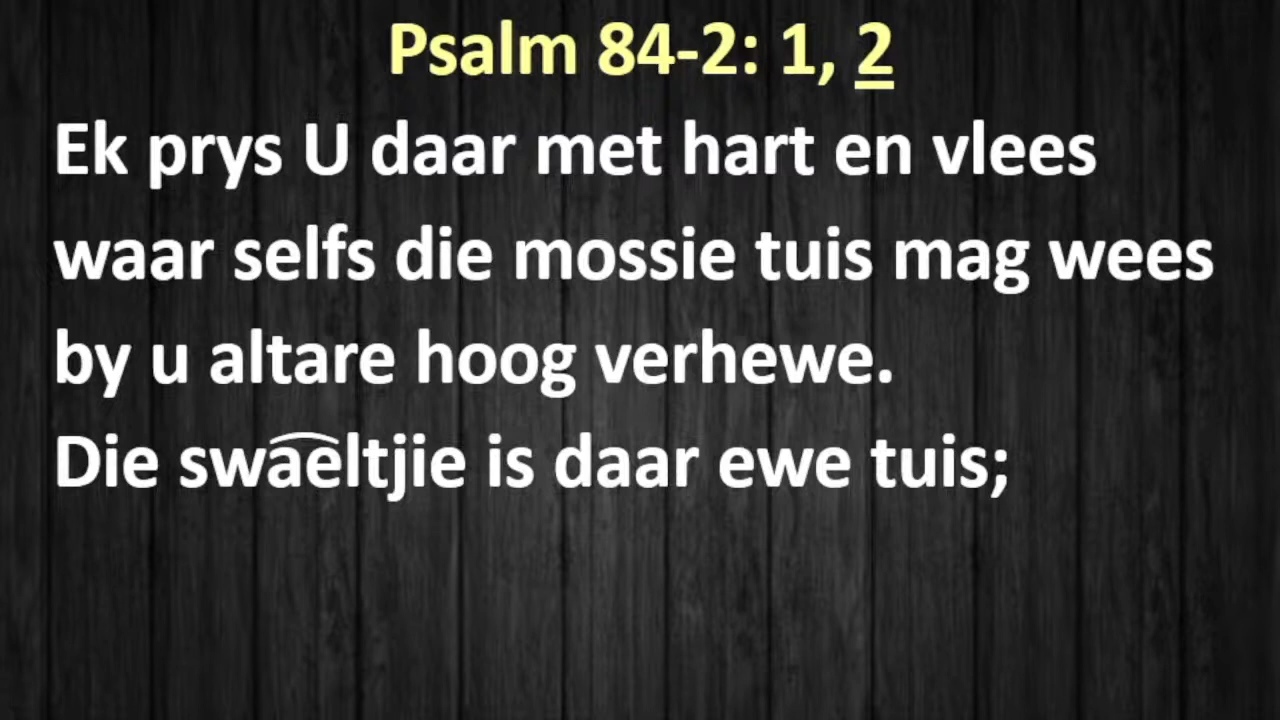 Psalm 84-2: 1, 2
Ek prys U daar met hart en vlees
waar selfs die mossie tuis mag wees
by u altare hoog verhewe.
Die swaeltjie is daar ewe tuis;